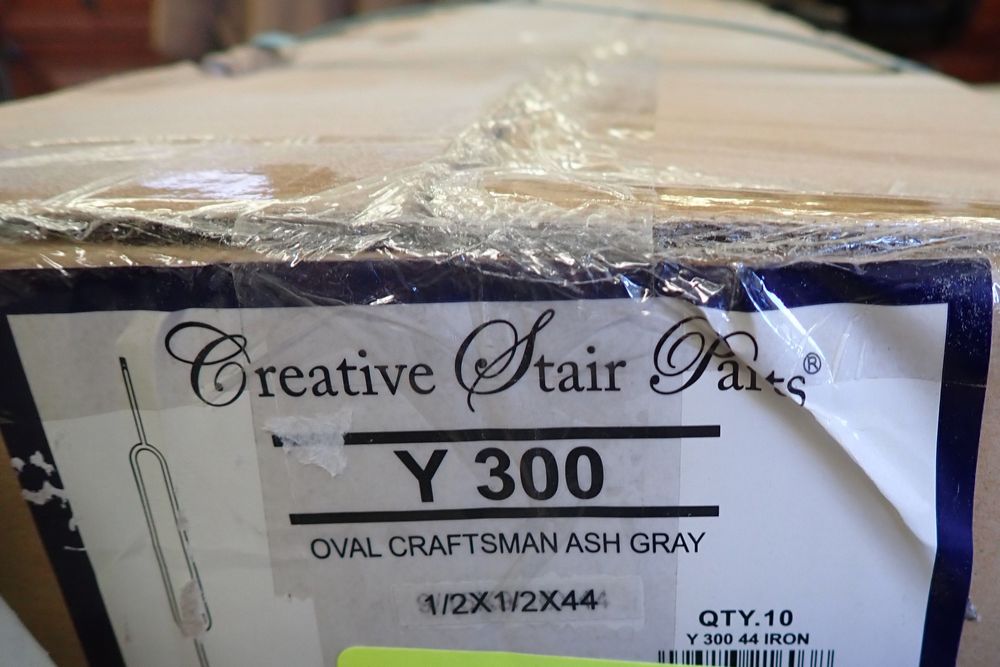 Creative Stair Parts®
Y 300
OVAL CRAFTSMAN ASH GRAY
1/2X1/2X44
QTY.10
Y 300 44 IRON